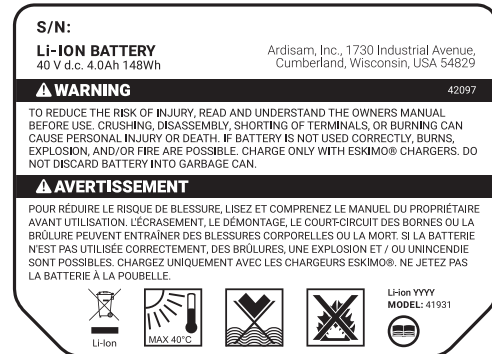 S/N:
Li-ION BATTERY
40 V d.c. 4.0Ah 148Wh
Ardisam, Inc., 1730 Industrial Avenue,
Cumberland, Wisconsin, USA 54829
WARNING
42097
TO REDUCE THE RISK OF INJURY, READ AND UNDERSTAND THE OWNERS MANUAL
BEFORE USE. CRUSHING, DISASSEMBLY, SHORTING OF TERMINALS, OR BURNING CAN
CAUSE PERSONAL INJURY OR DEATH. IF BATTERY IS NOT USED CORRECTLY, BURNS,
EXPLOSION, AND/OR FIRE ARE POSSIBLE. CHARGE ONLY WITH ESKIMO® CHARGERS. DO
NOT DISCARD BATTERY INTO GARBAGE CAN.
AVERTISSEMENT
POUR RÉDUIRE LE RISQUE DE BLESSURE, LISEZ ET COMPRENEZ LE MANUEL DU PROPRIÉTAIRE
AVANT UTILISATION. L'ÉCRASEMENT, LE DÉMONTAGE, LE COURT-CIRCUIT DES BORNES OU LA
BRÛLURE PEUVENT ENTRAÎNER DES BLESSURES CORPORELLES OU LA MORT. SI LA BATTERIE
N'EST PAS UTILISÉE CORRECTEMENT, DES BRÛLURES, UNE EXPLOSION ET / OU UNINCENDIE
SONT POSSIBLES. CHARGEZ UNIQUEMENT AVEC LES CHARGEURS ESKIMO®. NE JETEZ PAS
LA BATTERIE À LA POUBELLE.
Li-Ion
MAX 40°C
Li-ion YYYY
MODEL: 41931